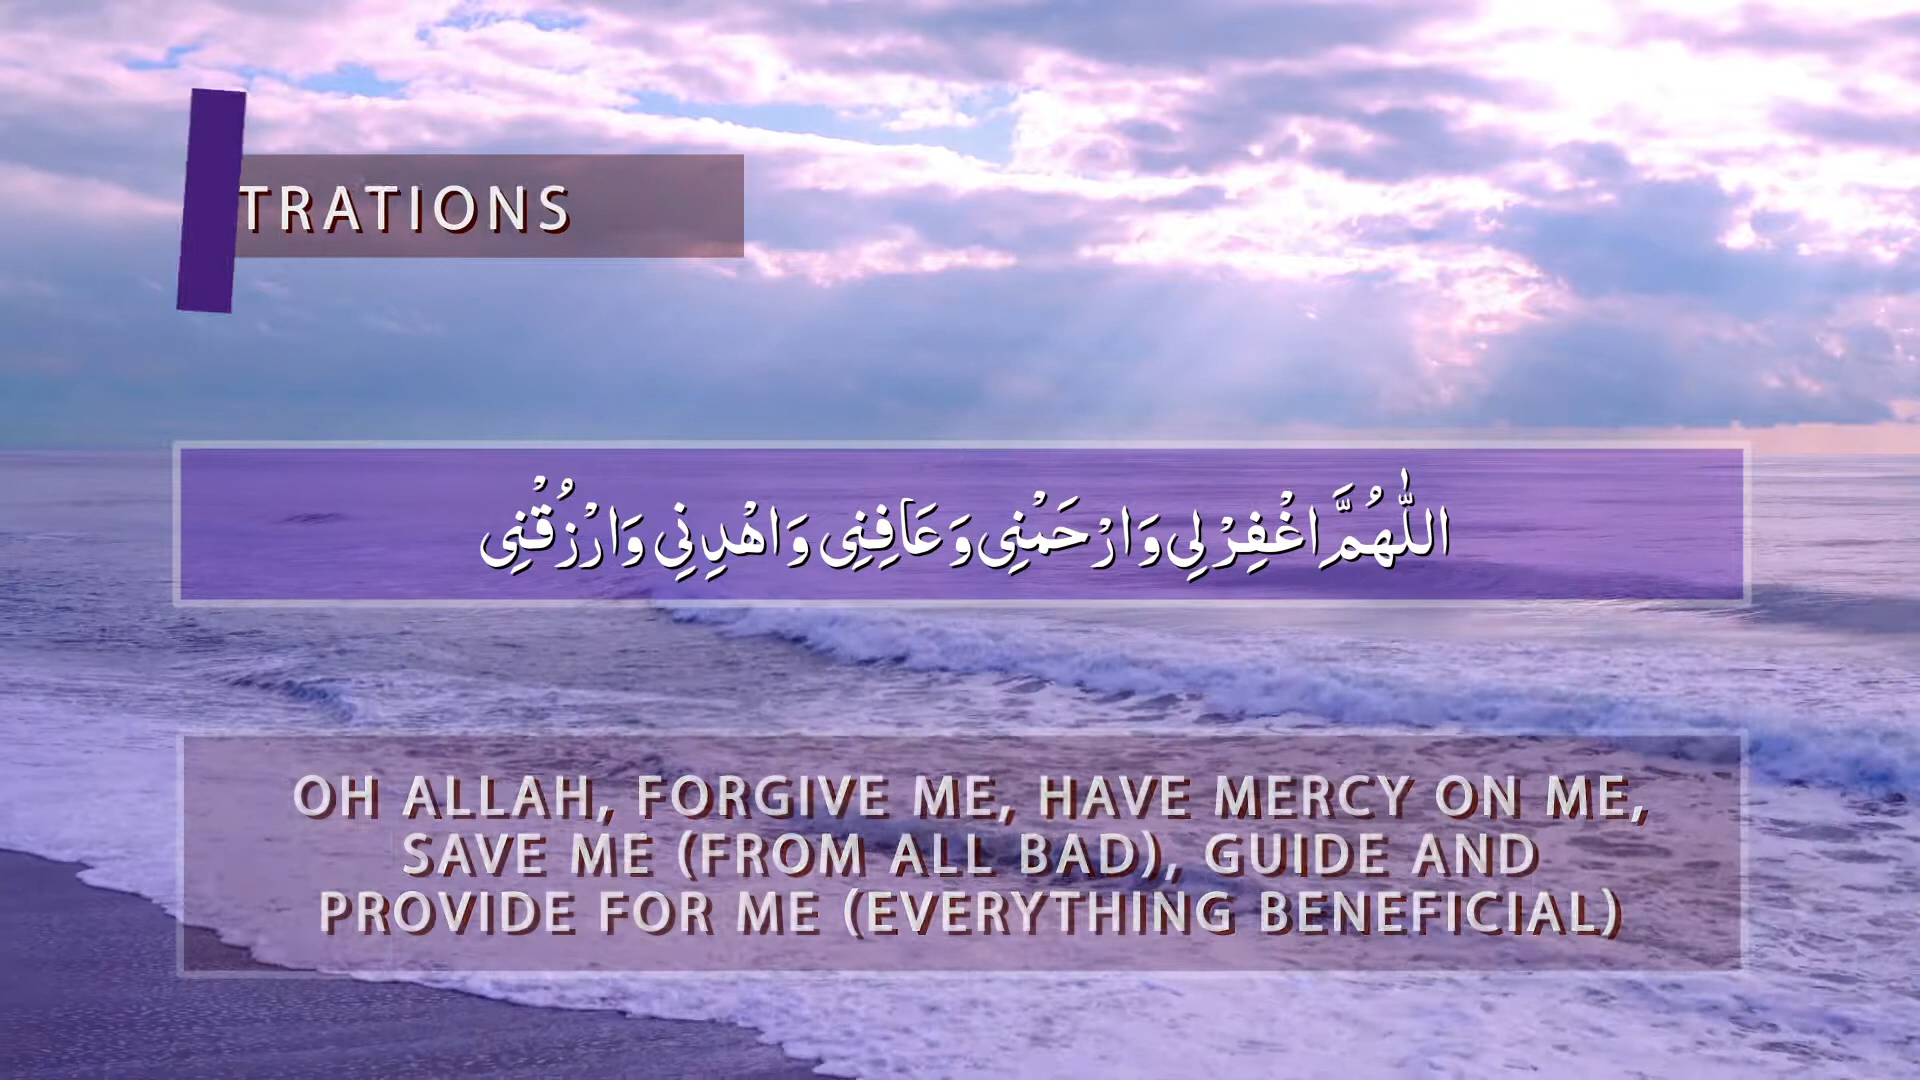 TRATIONS
اللّٰهُمَّ اغْفِرْ لِي وَارْحَمْنِي وَعَافِنِي وَاهْدِنِي وَارْزُقْنِي
OH ALLAH, FORGIVE ME, HAVE MERCY ON ME,
SAVE ME (FROM ALL BAD), GUIDE AND
PROVIDE FOR ME (EVERYTHING BENEFICIAL)